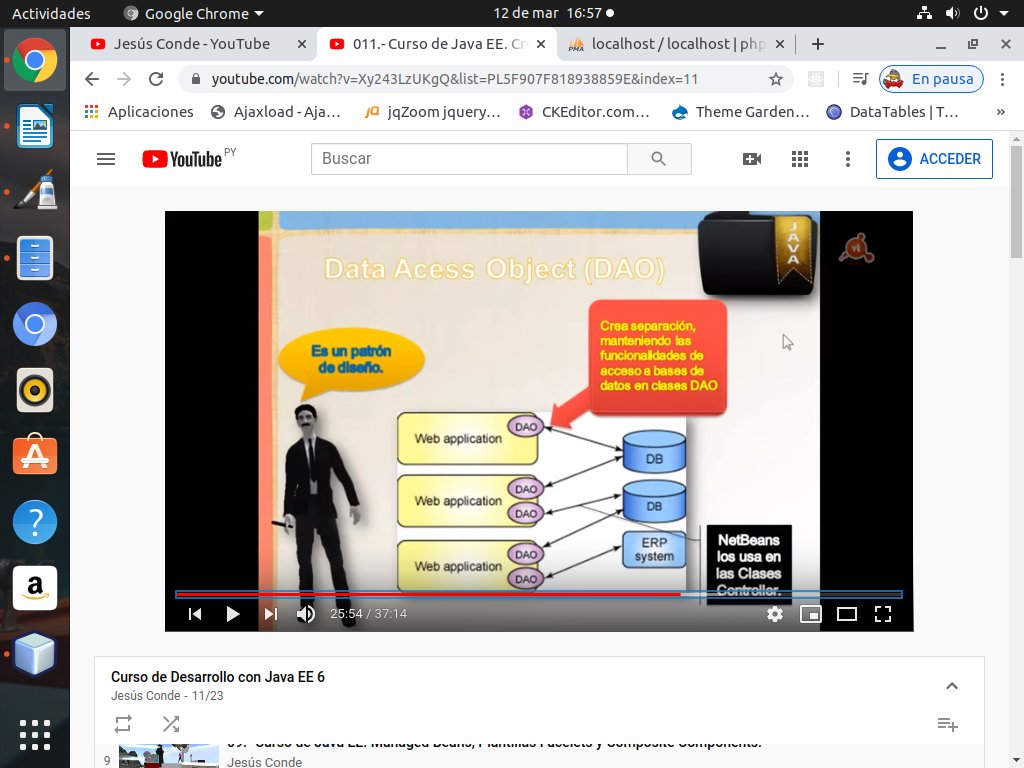 Actividades
Google Chrome
12 de mar 16:57
Jesús Conde - YouTube
011.- Curso de Java EE. Cr
localhost / localhost | php
youtube.com/watch?v=Xy243LzUKgQ&list=PL5F907F818938859E&index=11
En pausa
Aplicaciones
Ajaxload - Aja...
jqZoom jquery...
CKEditor.com...
Theme Garden...
DataTables | T...
»
YouTube PY
Buscar
ACCEDER
JAVA
vt
Data Acess Object (DAO)
Crea separación,
manteniendo las
funcionalidades de
acceso a bases de
datos en clases DAO
Es un patrón
de diseño.
Web application
DAO
DB
Web application
DAO
DAO
DB
Web application
DAO
DAO
ERP
system
NetBeans
los usa en
las Clases
Controller.
25:54 / 37:14
Curso de Desarrollo con Java EE 6
Jesús Conde - 11/23
9
09.- Curso de Java EE. Managed Beans, Plantillas Facelets y Composite Components.
Jesús Conde